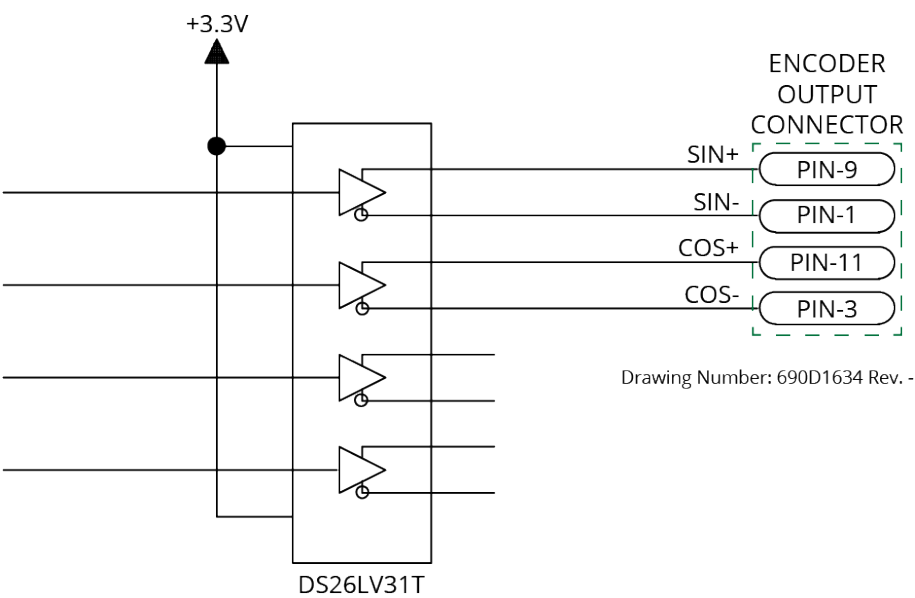 +3.3V
ENCODER
OUTPUT
CONNECTOR
SIN+
PIN-9
SIN-
PIN-1
COS+
PIN-11
COS-
PIN-3
Drawing Number: 690D1634 Rev. -
DS26LV31T